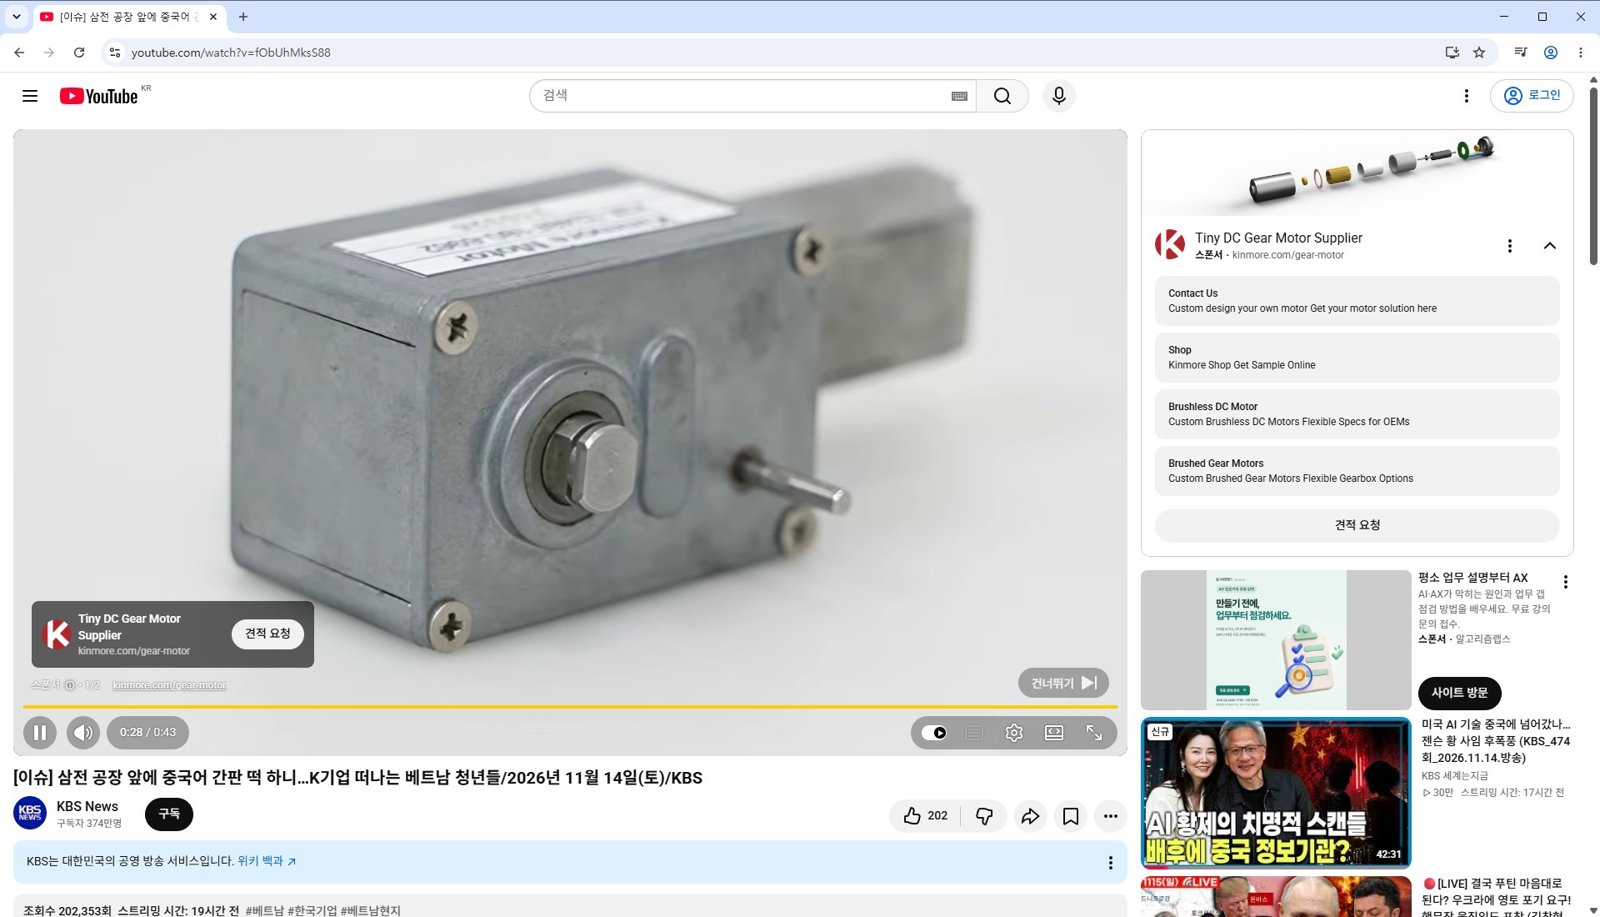 [이슈] 삼전 공장 앞에 중국어 간
youtube.com/watch?v=fObUhMksS88
YouTube KR
검색
로그인
Kinmore Motor
Tiny DC Gear Motor
Supplier
kinmore.com/gear-motor
견적 요청
스폰서 · 1/2 kinmore.com/gear-motor
건너뛰기
0:28 / 0:43
[이슈] 삼전 공장 앞에 중국어 간판 떡 하니…K기업 떠나는 베트남 청년들/2026년 11월 14일(토)/KBS
KBS NEWS
KBS News
구독자 374만명
구독
202
KBS는 대한민국의 공영 방송 서비스입니다. 위키 백과
조회수 202,353회 스트리밍 시간: 19시간 전 #베트남 #한국기업 #베트남현지
Tiny DC Gear Motor Supplier
스폰서 · kinmore.com/gear-motor
Contact Us
Custom design your own motor Get your motor solution here
Shop
Kinmore Shop Get Sample Online
Brushless DC Motor
Custom Brushless DC Motors Flexible Specs for OEMs
Brushed Gear Motors
Custom Brushed Gear Motors Flexible Gearbox Options
견적 요청
만들기 전에,
업무부터 점검하세요.
평소 업무 설명부터 AX
AI·AX가 막히는 원인과 업무 갭
점검 방법을 배우세요. 무료 강의
문의 접수.
스폰서 · 알고리즘랩스
사이트 방문
신규
AI 황제의 치명적 스캔들
배후에 중국 정보기관?
42:31
미국 AI 기술 중국에 넘어갔나…
젠슨 황 사임 후폭풍 (KBS_474
회_2026.11.14.방송)
KBS 세계는지금
30만 스트리밍 시간: 17시간 전
1115(일) LIVE
돈바스
[LIVE] 결국 푸틴 마음대로
된다? 우크라에 영토 포기 요구!